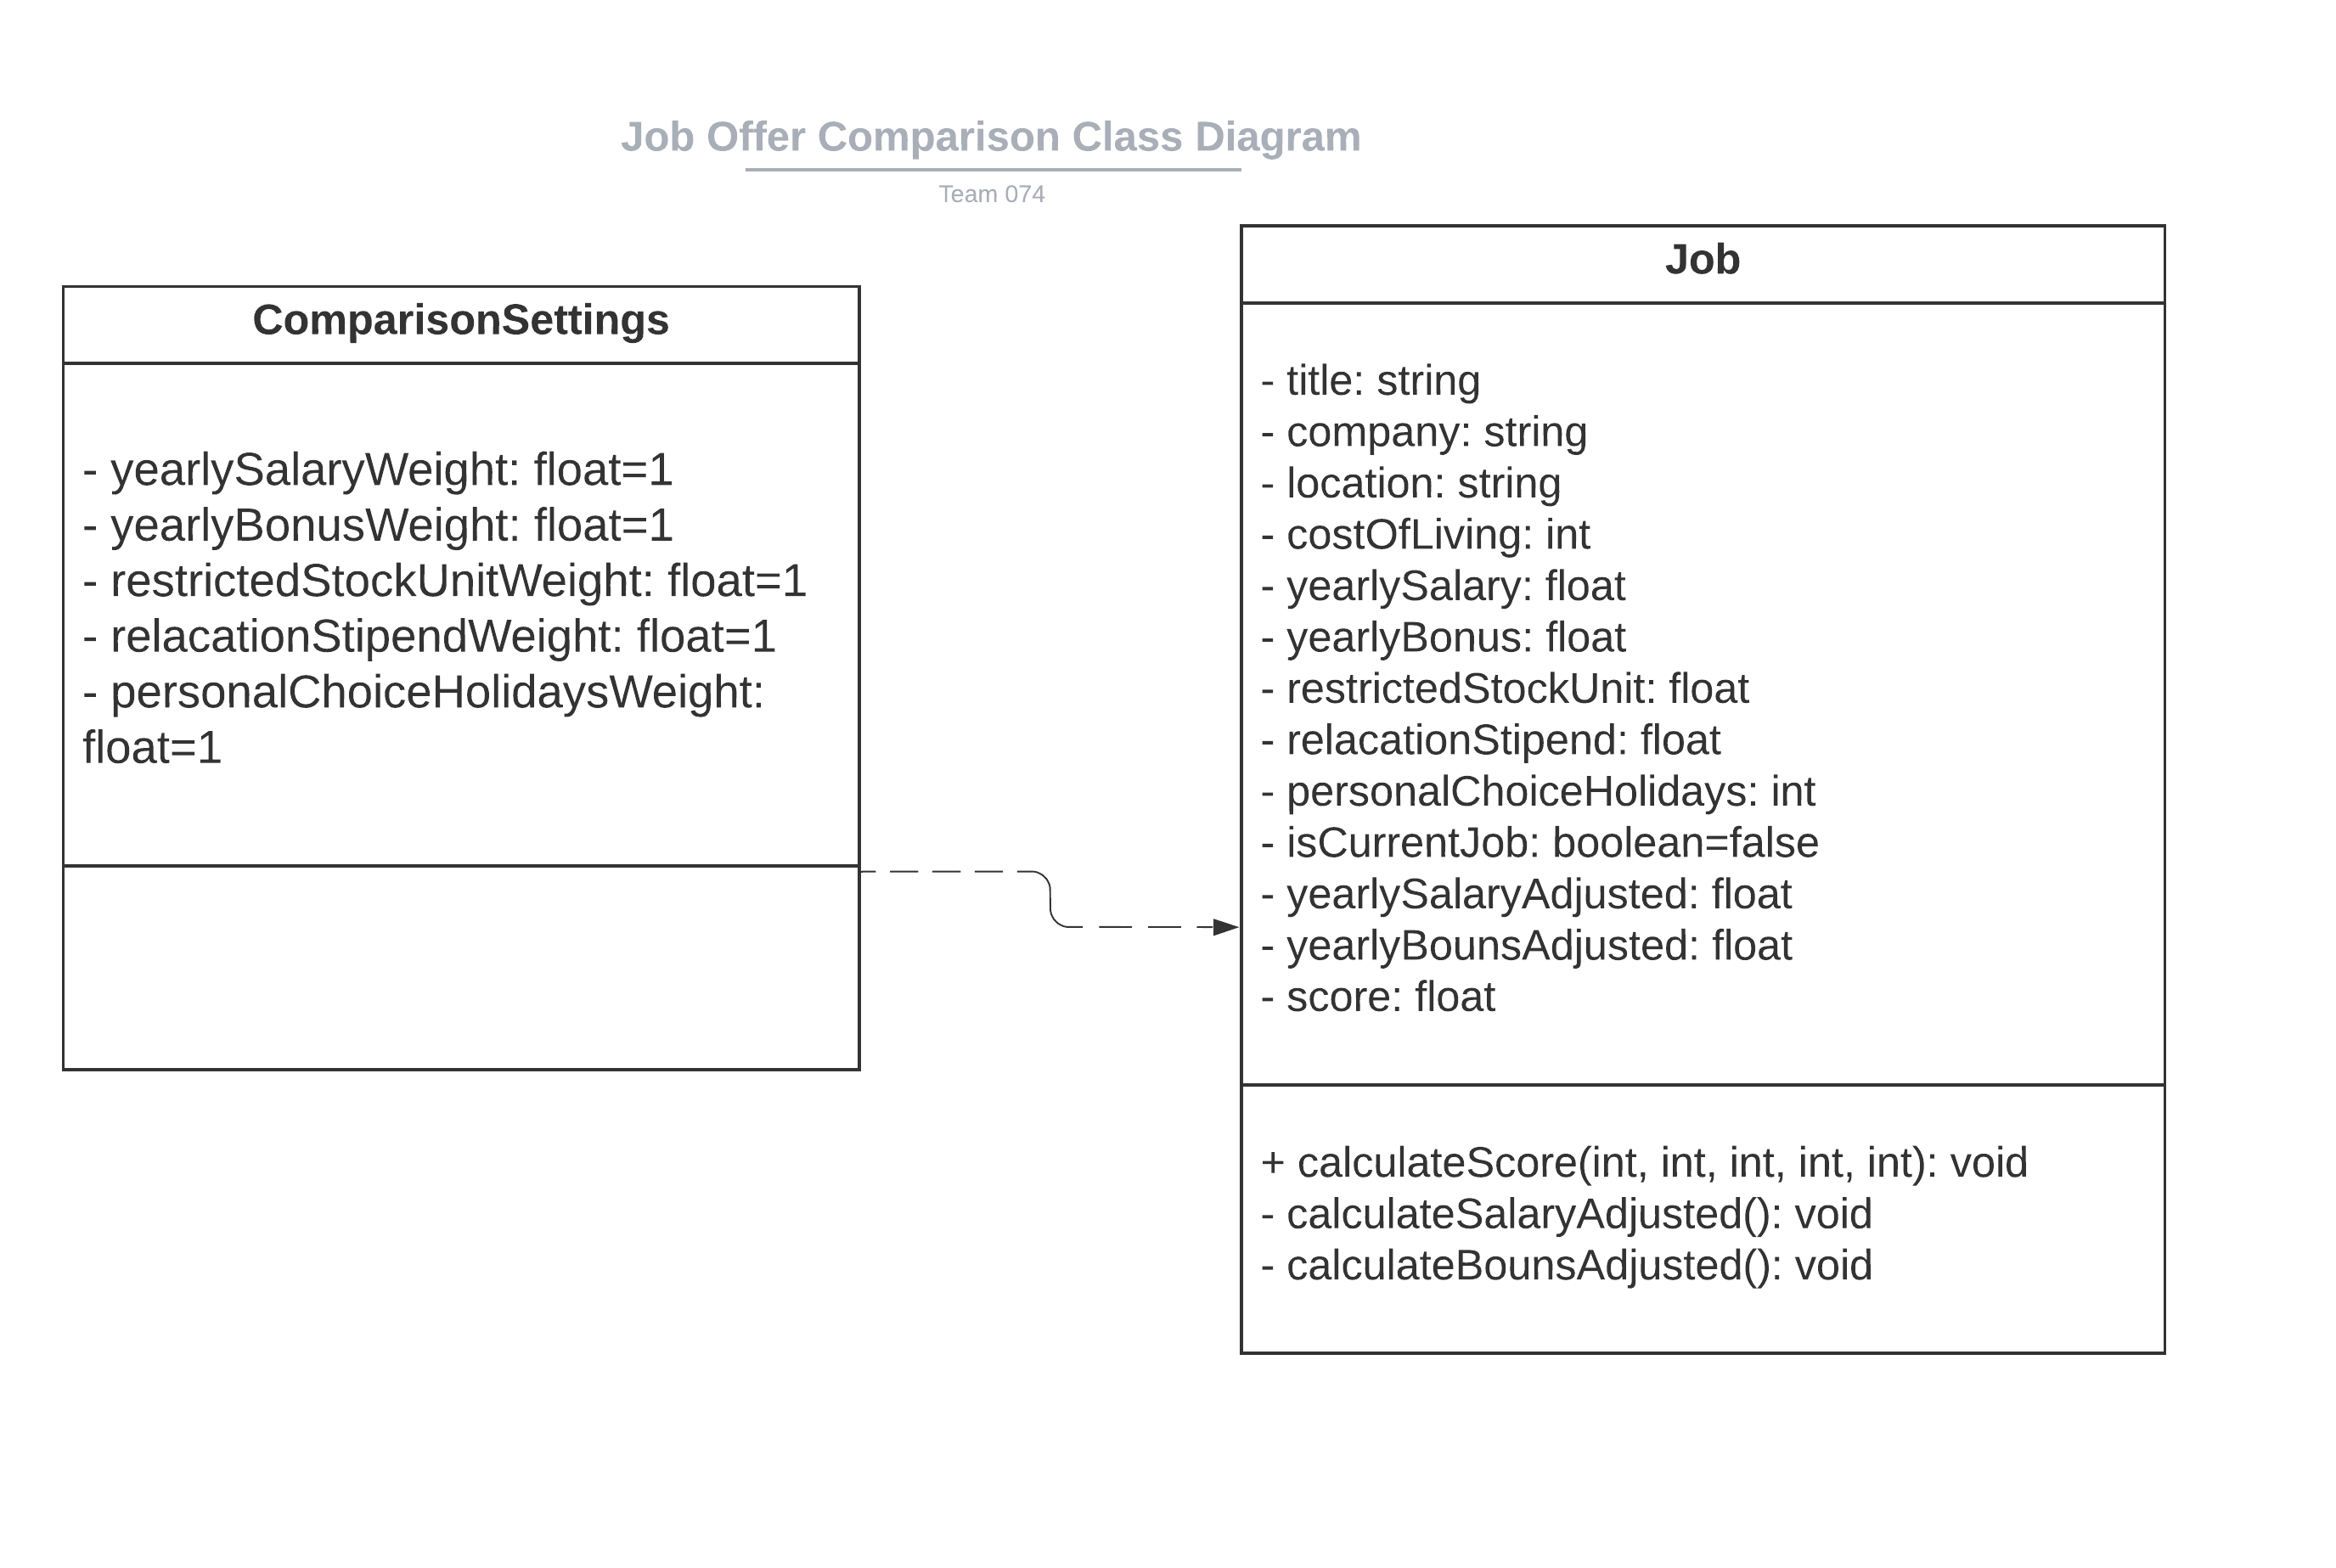 Job Offer Comparison Class Diagram
Team 074
ComparisonSettings
- yearlySalaryWeight: float=1
- yearlyBonusWeight: float=1
- restrictedStockUnitWeight: float=1
- relacationStipendWeight: float=1
- personalChoiceHolidaysWeight:
float=1
Job
- title: string
- company: string
- location: string
- costOfLiving: int
- yearlySalary: float
- yearlyBonus: float
- restrictedStockUnit: float
- relacationStipend: float
- personalChoiceHolidays: int
- isCurrentJob: boolean=false
- yearlySalaryAdjusted: float
- yearlyBounsAdjusted: float
- score: float
+ calculateScore(int, int, int, int, int): void
- calculateSalaryAdjusted(): void
- calculateBounsAdjusted(): void